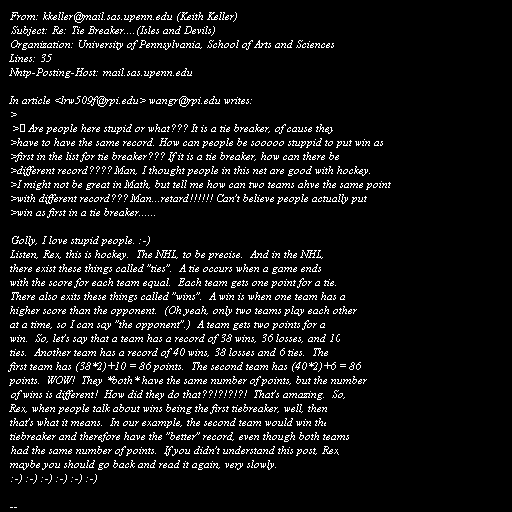 From: kkeller@mail.sas.upenn.edu (Keith Keller)
Subject: Re: Tie Breaker....(Isles and Devils)
Organization: University of Pennsylvania, School of Arts and Sciences
Lines: 35
Nntp-Posting-Host: mail.sas.upenn.edu

In article <lrw509f@rpi.edu> wangr@rpi.edu writes:
>
> Are people here stupid or what??? It is a tie breaker, of cause they
>have to have the same record. How can people be sooooo stuppid to put win as
>first in the list for tie breaker??? If it is a tie breaker, how can there be
>different record???? Man, I thought people in this net are good with hockey.
>I might not be great in Math, but tell me how can two teams ahve the same point
>with different record??? Man...retard!!!!!! Can't believe people actually put
>win as first in a tie breaker......

Golly, I love stupid people. :-)
Listen, Rex, this is hockey.  The NHL, to be precise.  And in the NHL,
there exist these things called "ties".  A tie occurs when a game ends
with the score for each team equal.  Each team gets one point for a tie.
There also exits these things called "wins".  A win is when one team has a
higher score than the opponent.  (Oh yeah, only two teams play each other
at a time, so I can say "the opponent".)  A team gets two points for a
win.  So, let's say that a team has a record of 38 wins, 36 losses, and 10
ties.  Another team has a record of 40 wins, 38 losses and 6 ties.  The
first team has (38*2)+10 = 86 points.  The second team has (40*2)+6 = 86
points.  WOW!  They *both* have the same number of points, but the number
of wins is different!  How did they do that??!?!?!?!  That's amazing.  So,
Rex, when people talk about wins being the first tiebreaker, well, then
that's what it means.  In our example, the second team would win the
tiebreaker and therefore have the "better" record, even though both teams
had the same number of points.  If you didn't understand this post, Rex,
maybe you should go back and read it again, very slowly.
:-) :-) :-) :-) :-) :-)

--